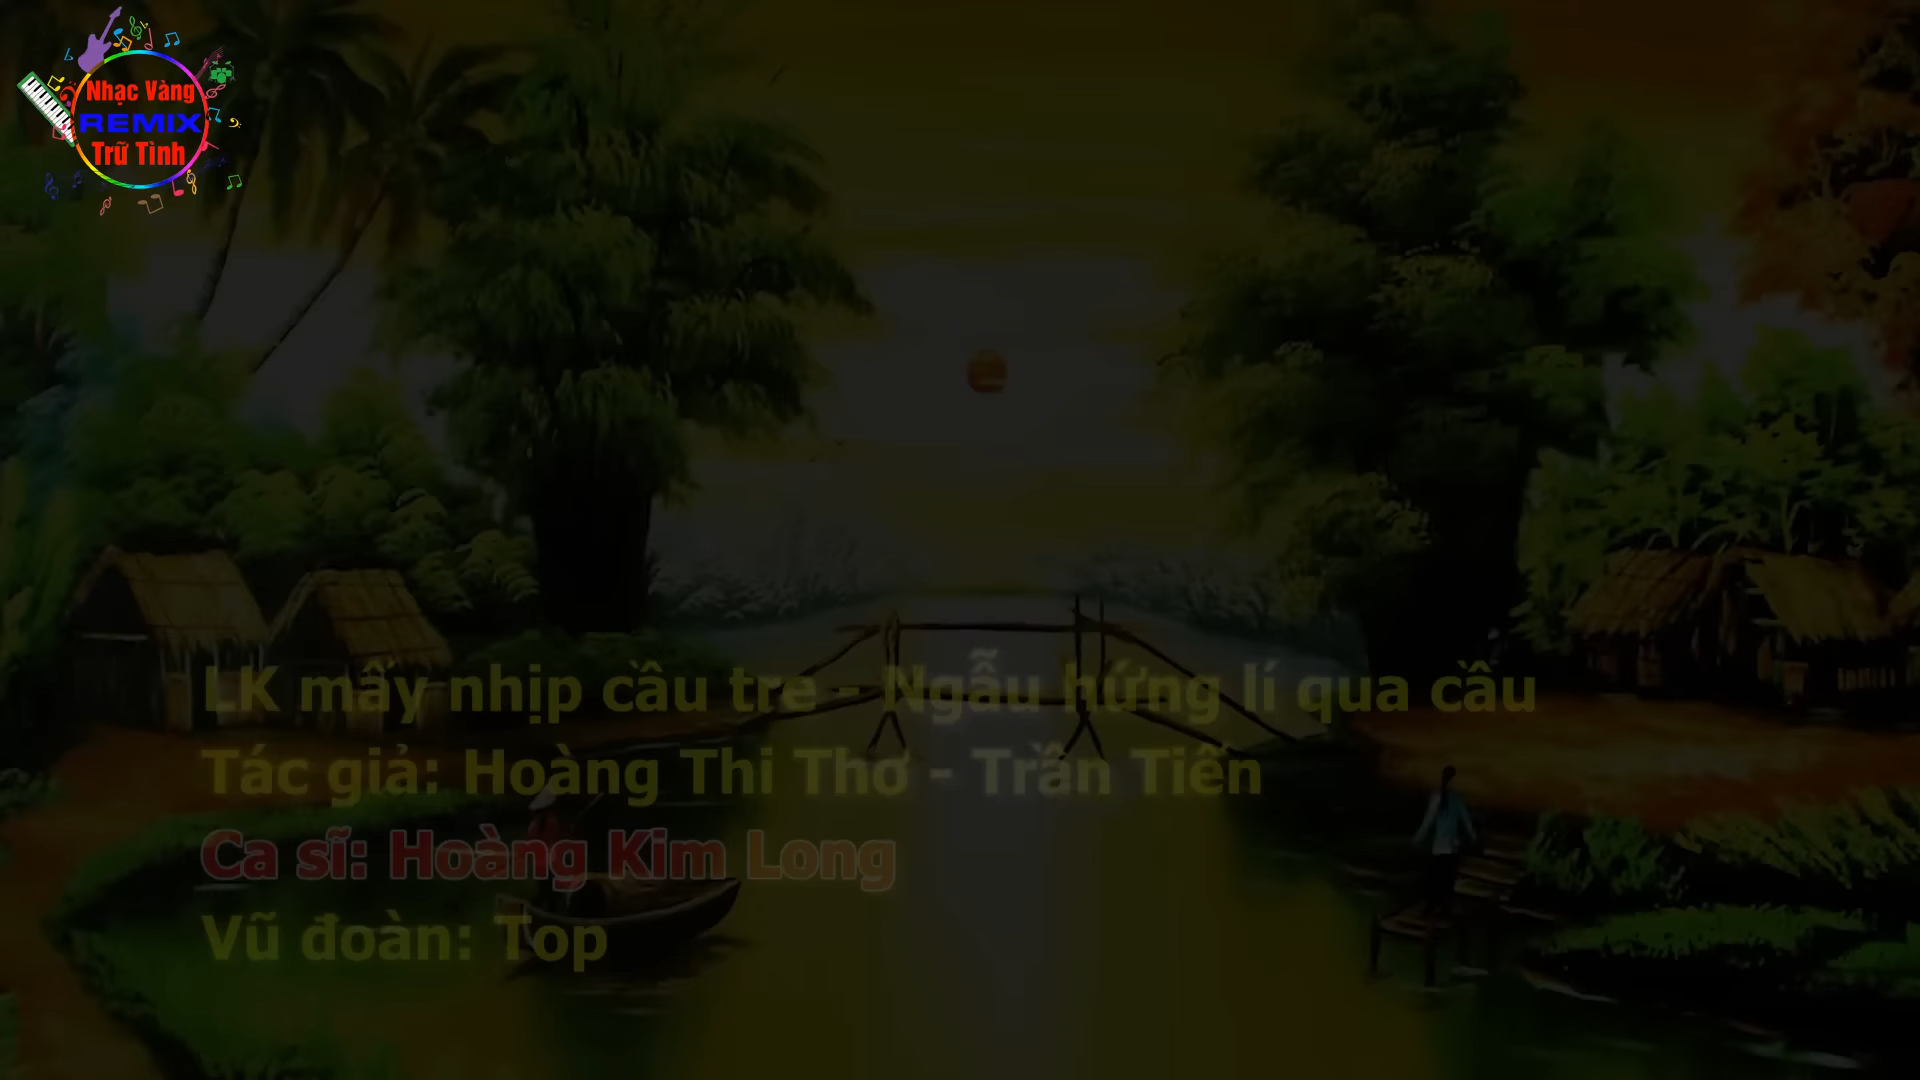 Nhạc Vàng
REMIX
Trữ Tình
LK mấy nhịp cầu tre - Ngẫu hứng lí qua cầu
Tác giả: Hoàng Thi Thơ - Trần Tiến
Ca sĩ: Hoàng Kim Long
Vũ đoàn: Top